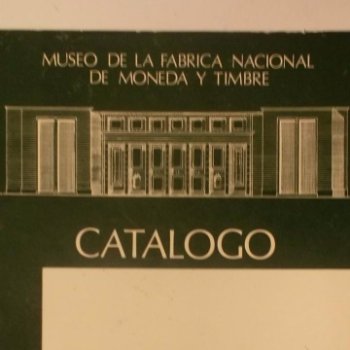 MUSEO DE LA FABRICA NACIONAL
DE MONEDA Y TIMBRE
CATALOGO